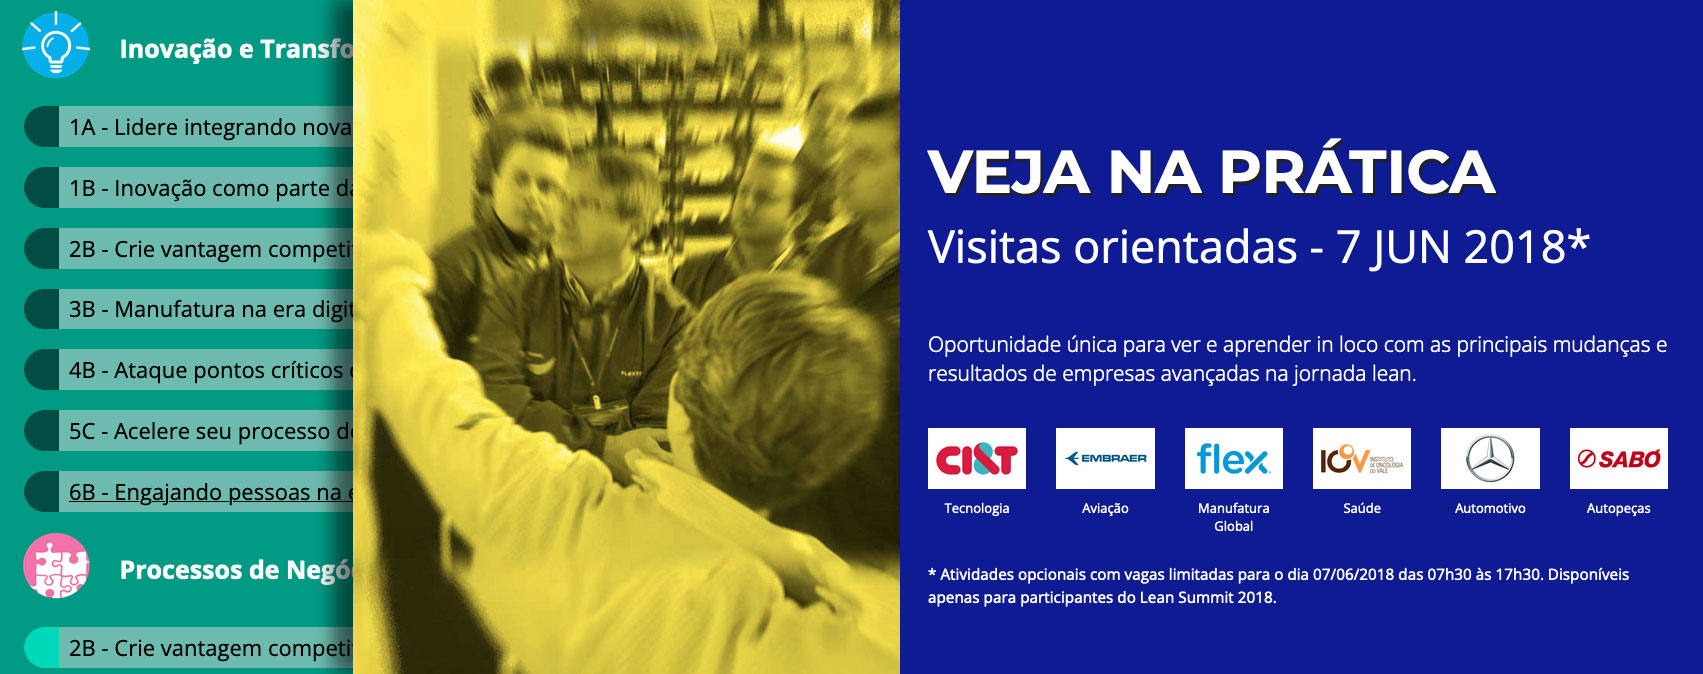 Inovação e Transfo
1A - Lidere integrando nova
1B - Inovação como parte da
2B - Crie vantagem competit
3B - Manufatura na era digit
4B - Ataque pontos críticos
5C - Acelere seu processo de
6B - Engajando pessoas na e
Processos de Negóc
2B - Crie vantagem competit
VEJA NA PRÁTICA
Visitas orientadas - 7 JUN 2018*
Oportunidade única para ver e aprender in loco com as principais mudanças e
resultados de empresas avançadas na jornada lean.
CI&T
EMBRAER
flex
IOV INSTITUTO DE ONCOLOGIA DO VALE
SABÓ
Tecnologia
Aviação
Manufatura
Global
Saúde
Automotivo
Autopeças
* Atividades opcionais com vagas limitadas para o dia 07/06/2018 das 07h30 às 17h30. Disponíveis
apenas para participantes do Lean Summit 2018.